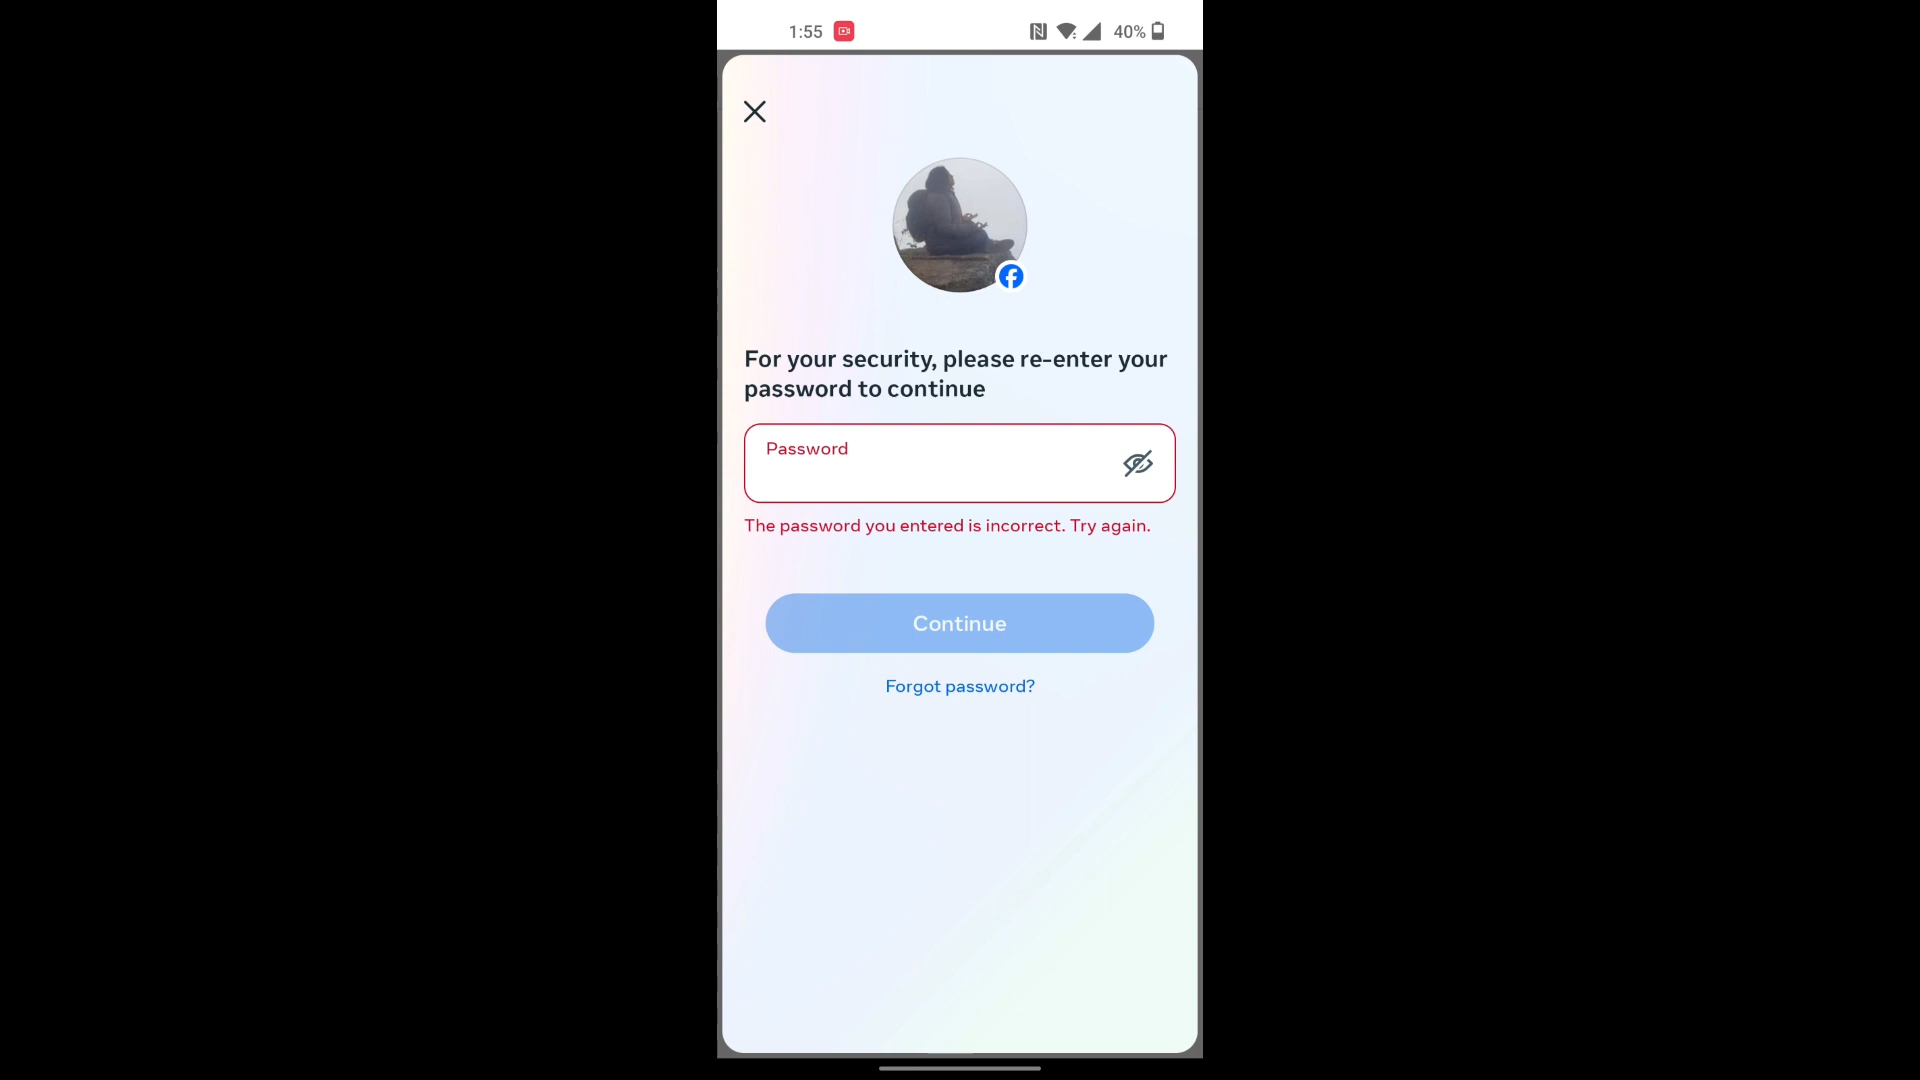 1:55 40%
For your security, please re-enter your
password to continue
Password
The password you entered is incorrect. Try again.
Continue
Forgot password?